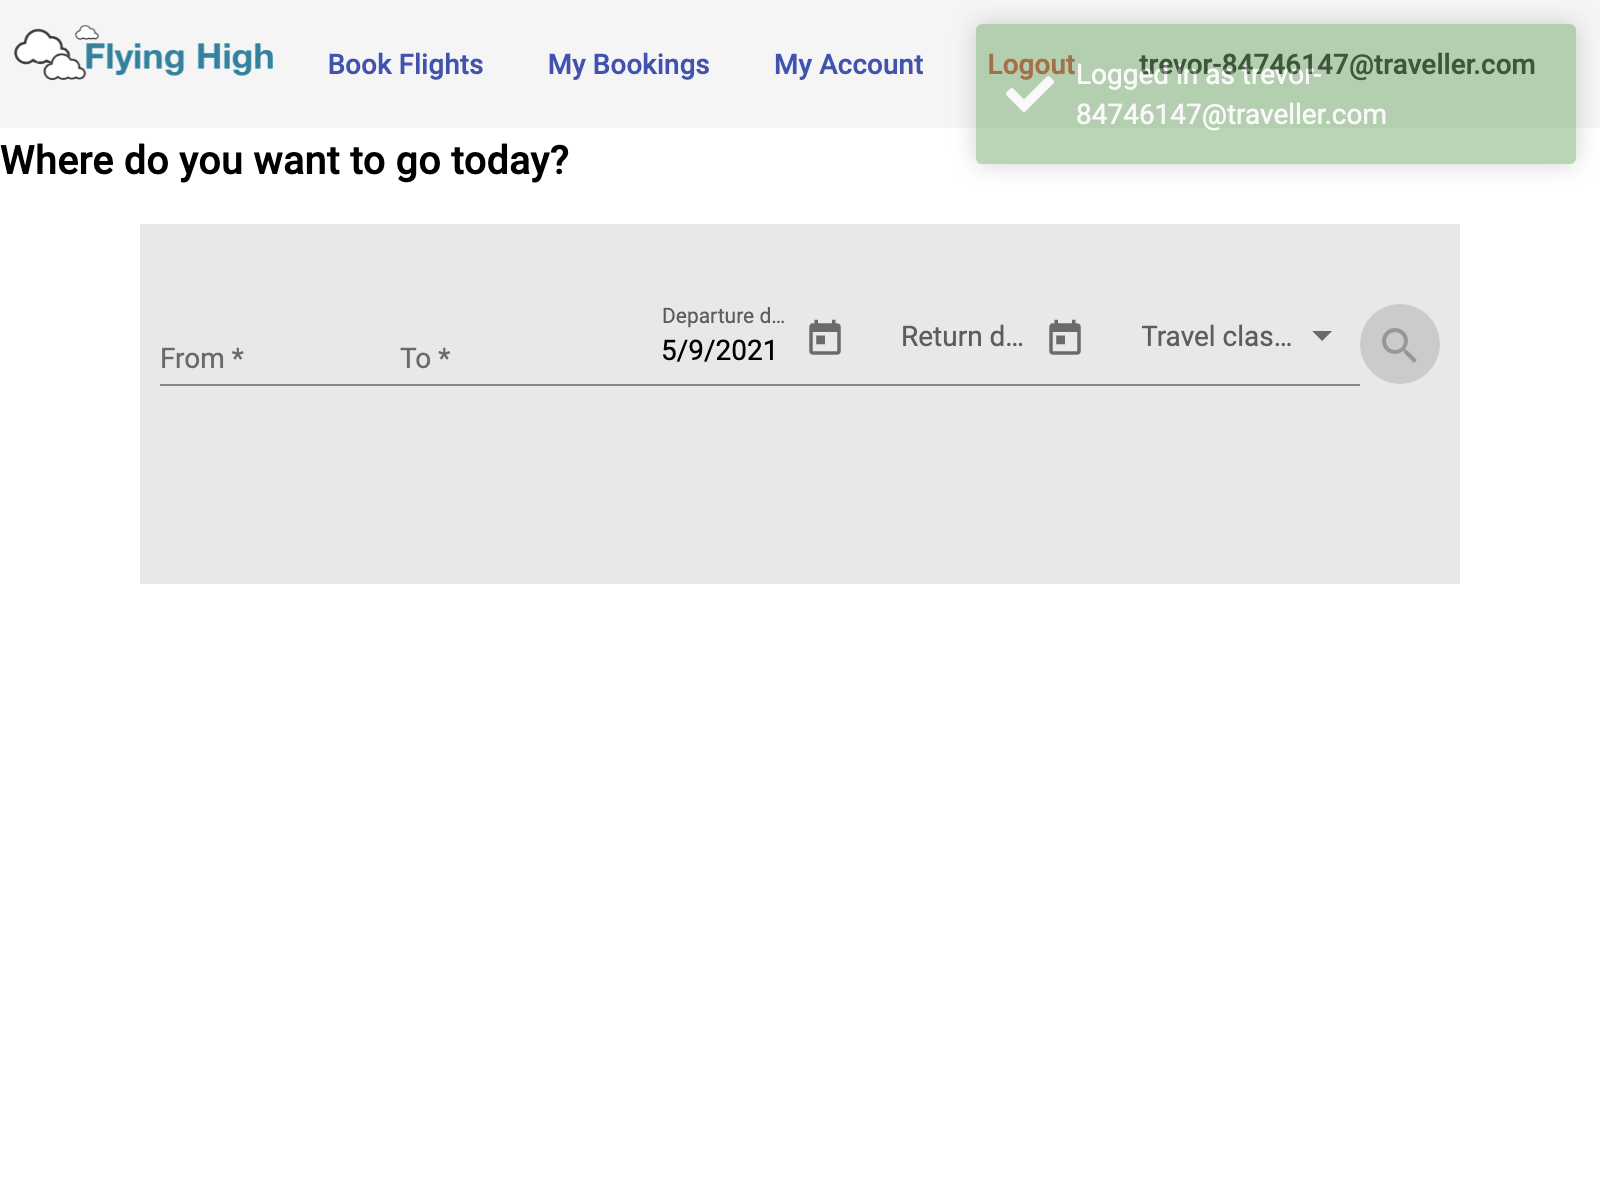 Flying High
Book Flights
My Bookings
My Account
Logout
trevor-84746147@traveller.com
Logged in as trevor-
84746147@traveller.com
Where do you want to go today?
From *
To *
Departure d...
5/9/2021
Return d...
Travel clas...